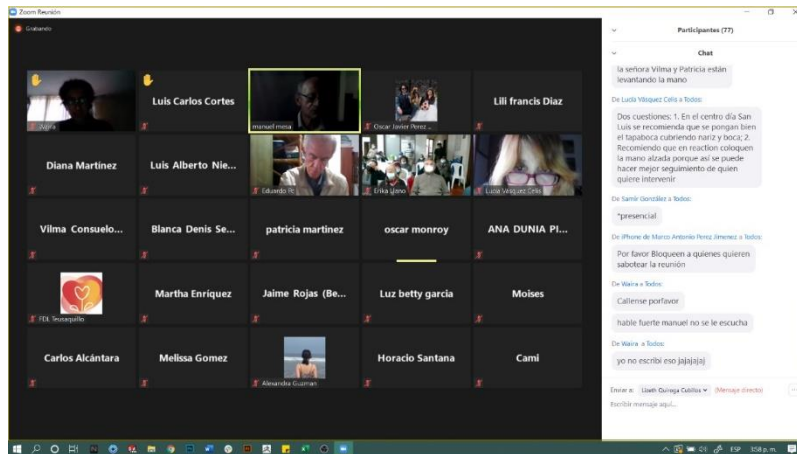 Zoom Reunión
Grabando
Luis Carlos Cortes
manuel mesa
Oscar Javier Perez ...
Lili francis Diaz
Diana Martínez
Luis Alberto Nie...
Eduardo Pc
Erika Llano
Lucía Vásquez Celis
Vilma Consuelo...
Blanca Denis Se...
patricia martinez
oscar monroy
ANA DUNIA PI...
FDL Teusaquillo
Martha Enríquez
Jaime Rojas (Be...
Luz betty garcia
Moises
Carlos Alcántara
Melissa Gomez
Alexandra Guzman
Horacio Santana
Cami
Participantes (77)
Chat
la señora Vilma y Patricia están
levantando la mano
De Lucía Vásquez Celis a Todos:
Dos cuestiones: 1. En el centro día San
Luis se recomienda que se pongan bien
el tapaboca cubriendo nariz y boca; 2.
Recomiendo que en reaction coloquen
la mano alzada porque así se puede
hacer mejor seguimiento de quien
quiere intervenir
De Samir González a Todos:
*presencial
De iPhone de Marco Antonio Perez Jimenez a Todos:
Por favor Bloqueen a quienes quieren
sabotear la reunión
De Waira a Todos:
Callense porfavor
hable fuerte manuel no se le escucha
De Waira a Todos:
yo no escribi eso jajajajaj
Enviar a: Lizeth Quiroga Cubillos (Mensaje directo)
Escribir mensaje aquí...
ESP 3:58 p. m.